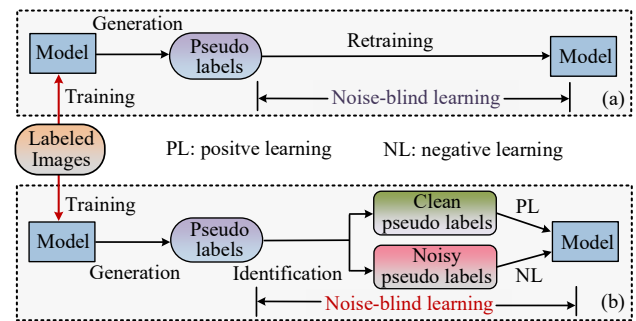 Generation
Model
Pseudo
labels
Retraining
Model
Training
Noise-blind learning
(a)
Labeled
Images
PL: positve learning
NL: negative learning
Training
Model
Generation
Pseudo
labels
Identification
Clean
pseudo labels
Noisy
pseudo labels
PL
NL
Model
Noise-blind learning
(b)